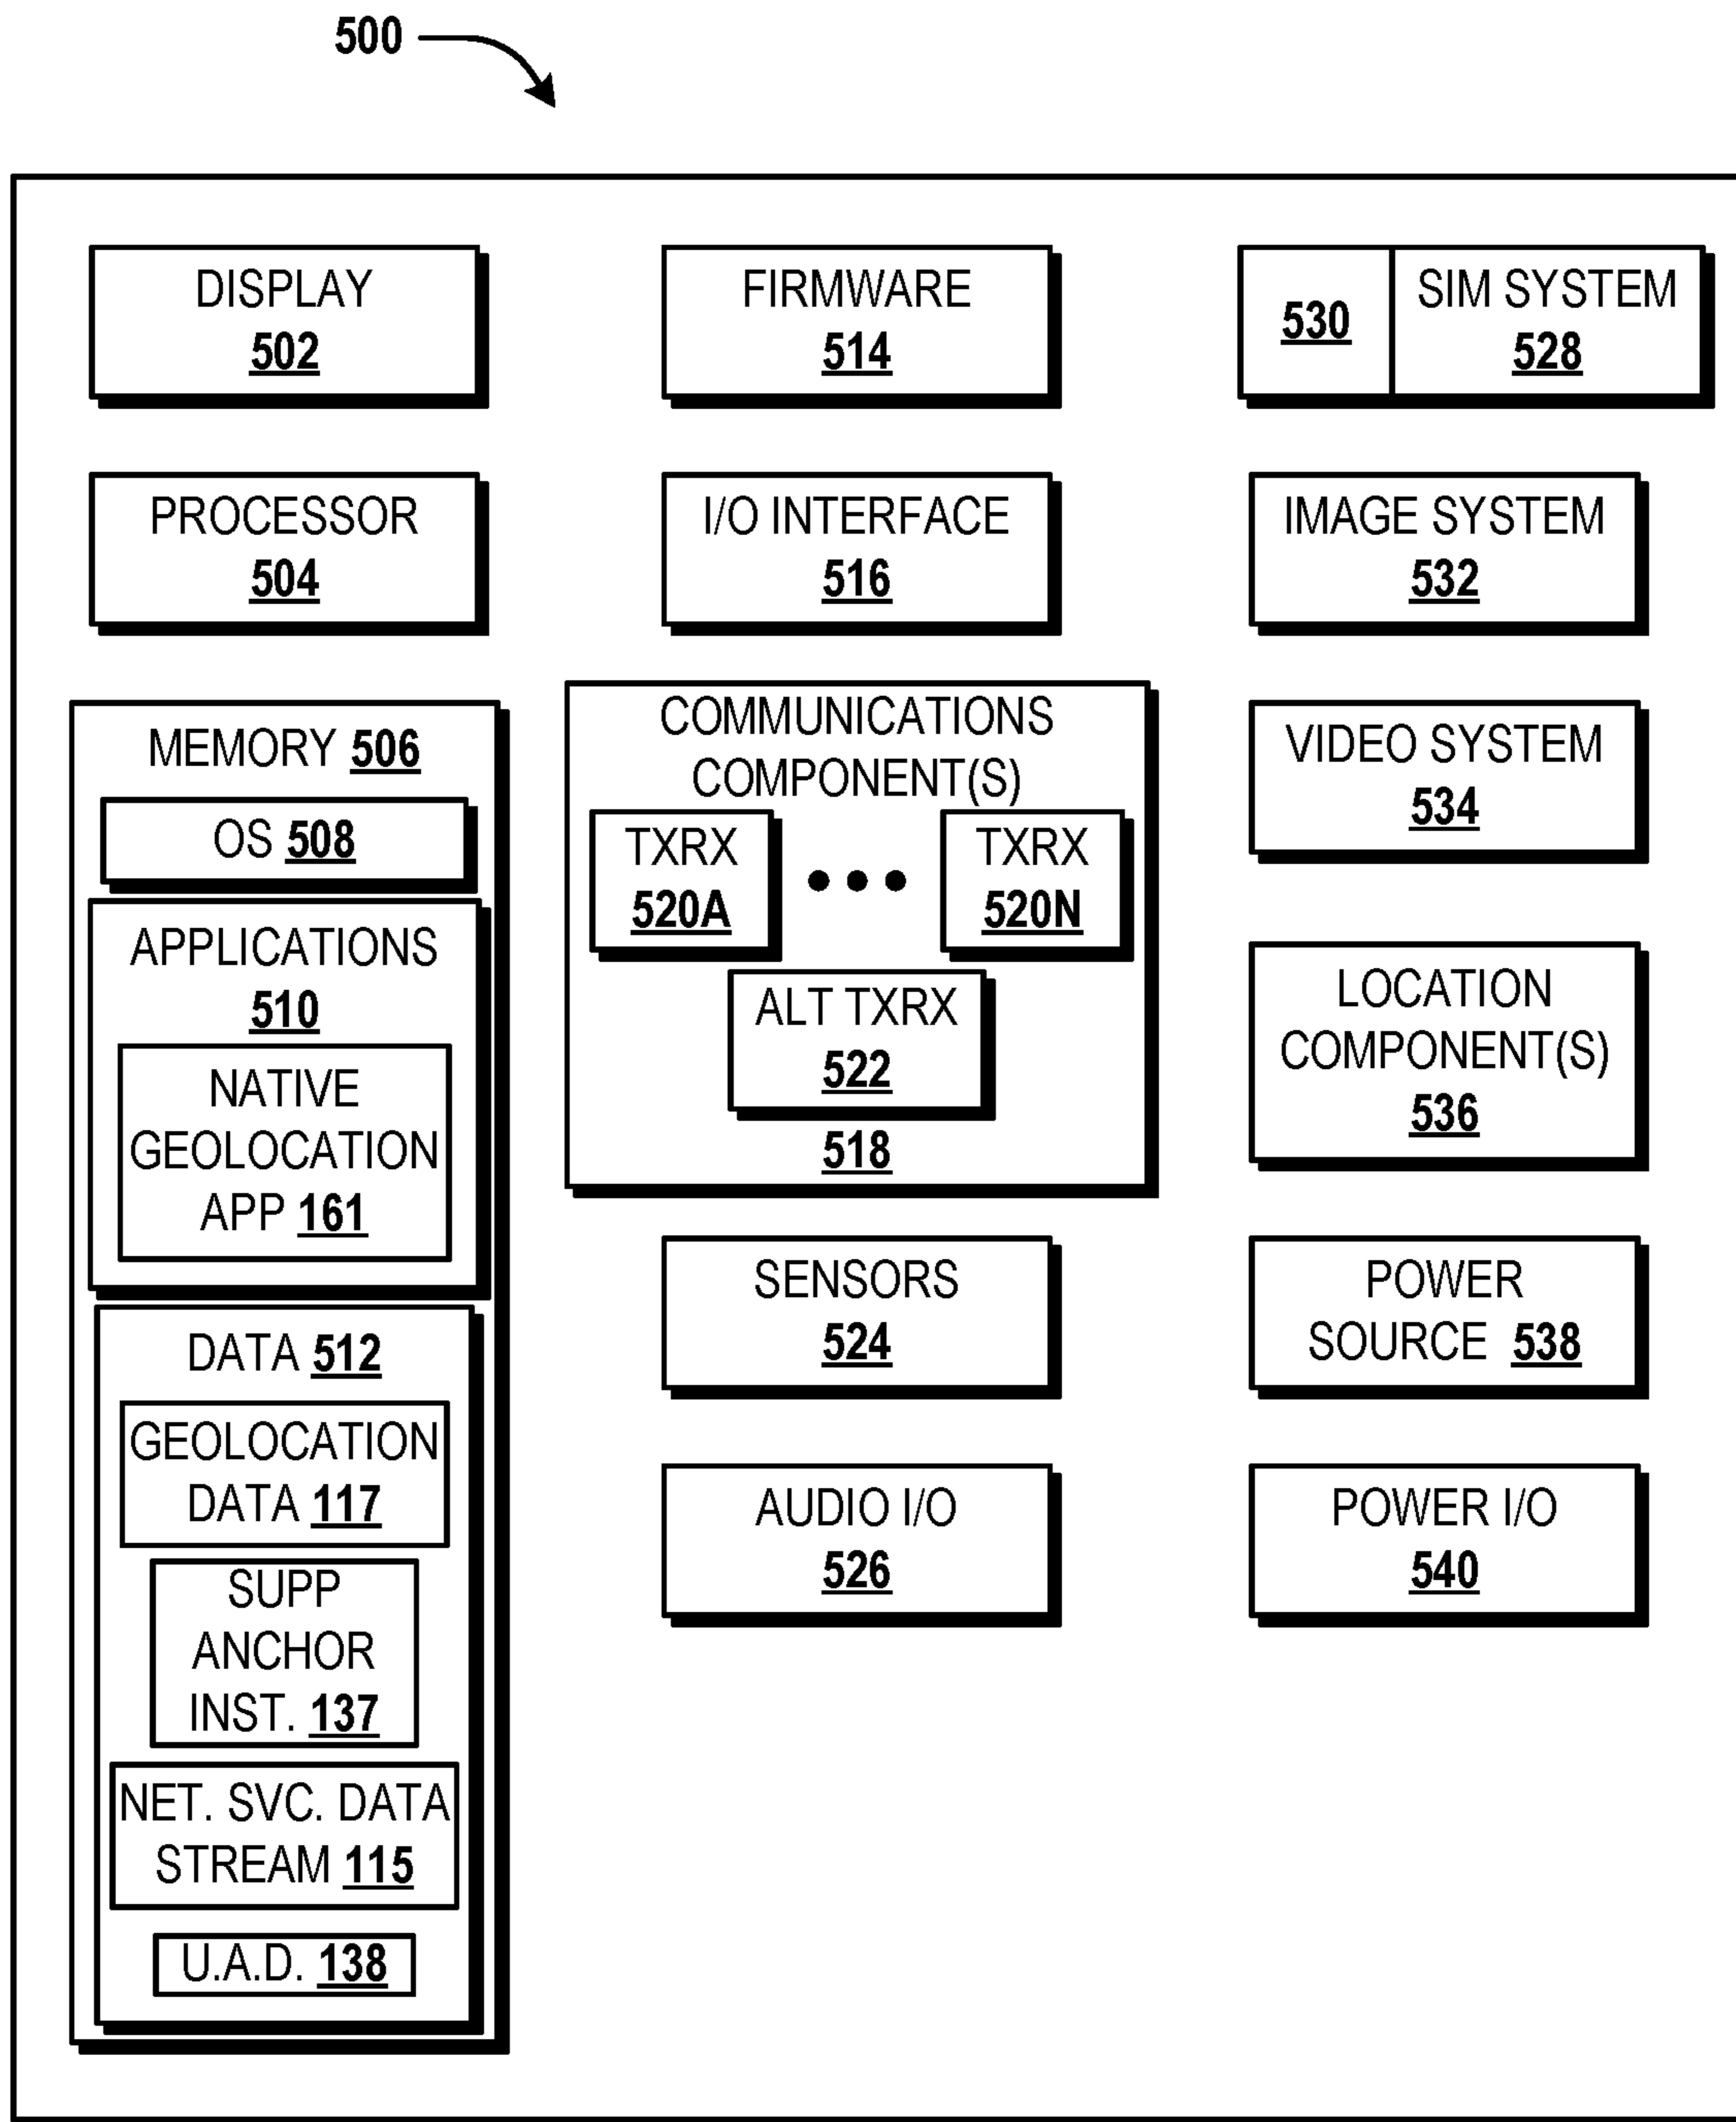 500
DISPLAY
502
PROCESSOR
504
MEMORY 506
OS 508
APPLICATIONS
510
NATIVE
GEOLOCATION
APP 161
DATA 512
GEOLOCATION
DATA 117
SUPP
ANCHOR
INST. 137
NET. SVC. DATA
STREAM 115
U.A.D. 138
FIRMWARE
514
I/O INTERFACE
516
COMMUNICATIONS
COMPONENT(S)
TXRX
520A
TXRX
520N
ALT TXRX
522
518
SENSORS
524
AUDIO I/O
526
530
SIM SYSTEM
528
IMAGE SYSTEM
532
VIDEO SYSTEM
534
LOCATION
COMPONENT(S)
536
POWER
SOURCE 538
POWER I/O
540